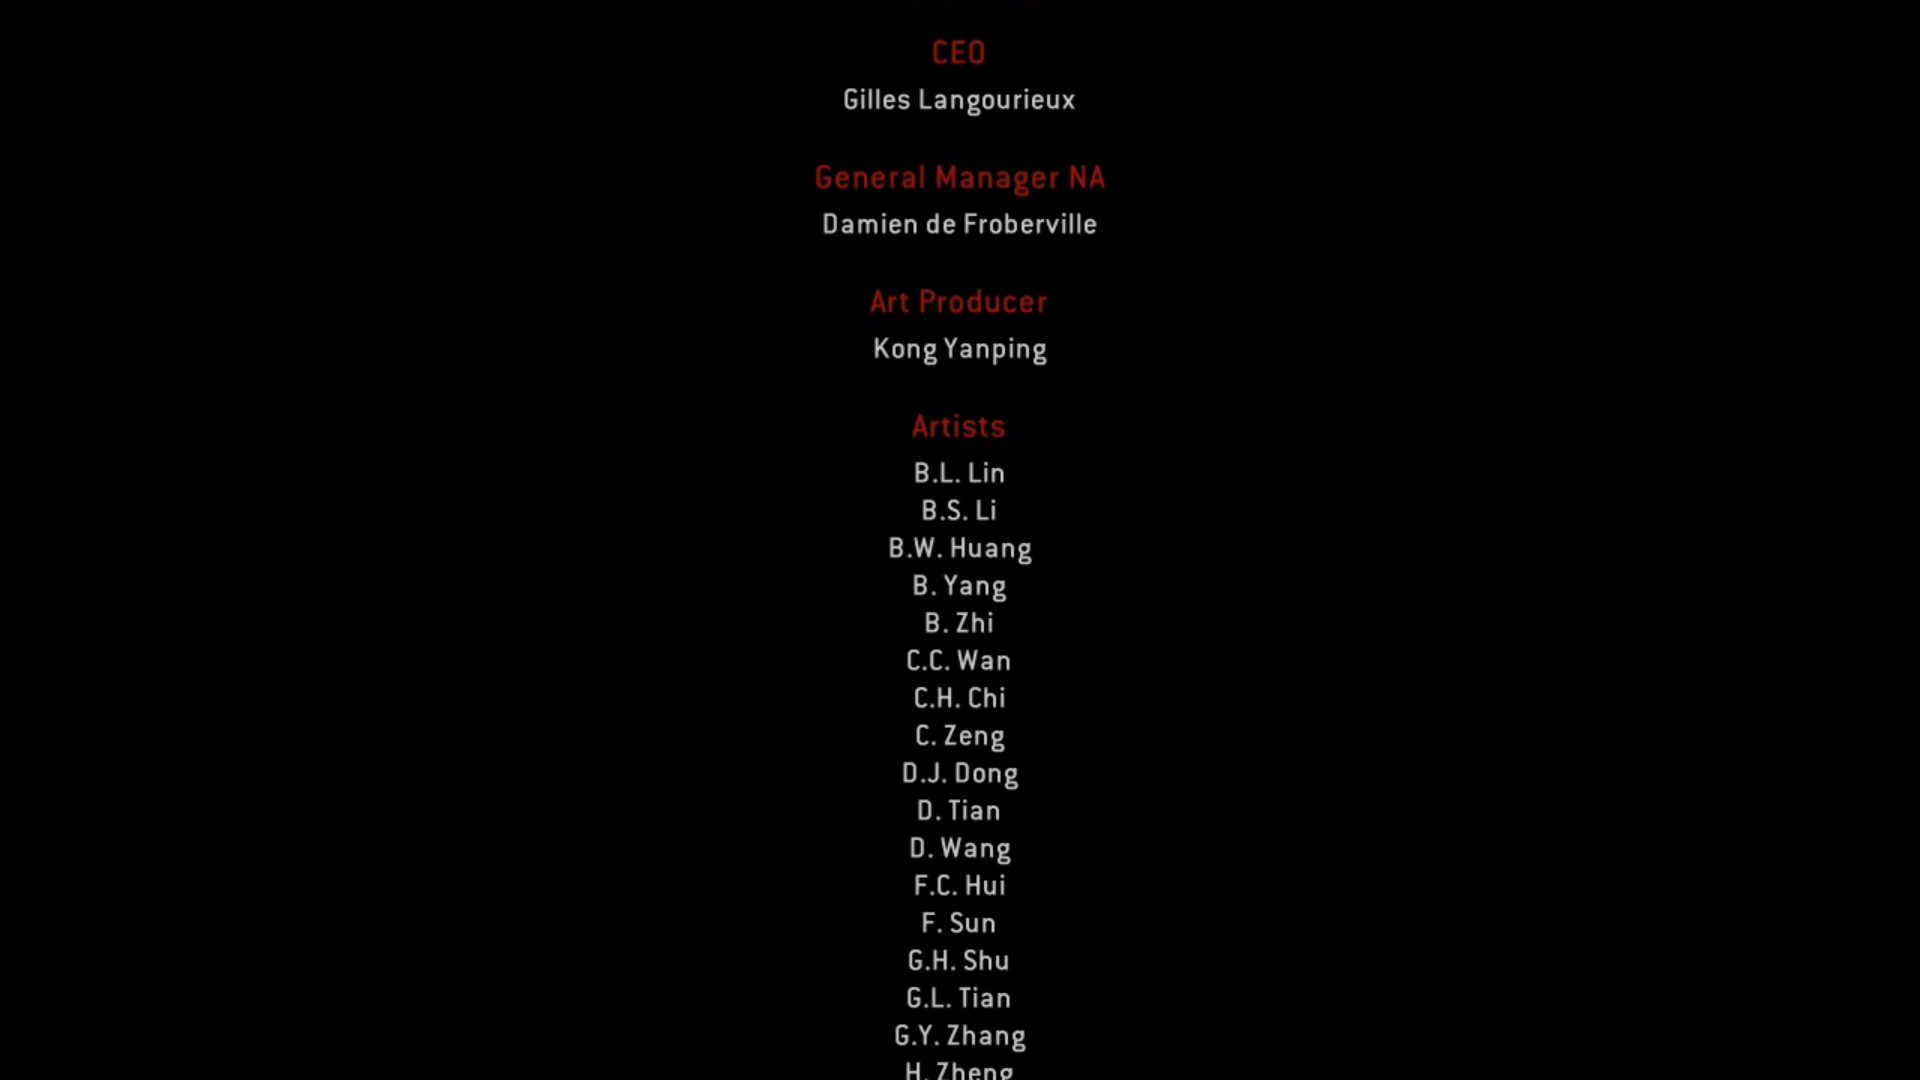 CEO
Gilles Langourieux
General Manager NA
Damien de Froberville
Art Producer
Kong Yanping
Artists
B.L. Lin
B.S. Li
B.W. Huang
B. Yang
B. Zhi
C.C. Wan
C.H. Chi
C. Zeng
D.J. Dong
D. Tian
D. Wang
F.C. Hui
F. Sun
G.H. Shu
G.L. Tian
G.Y. Zhang
H. Zheng